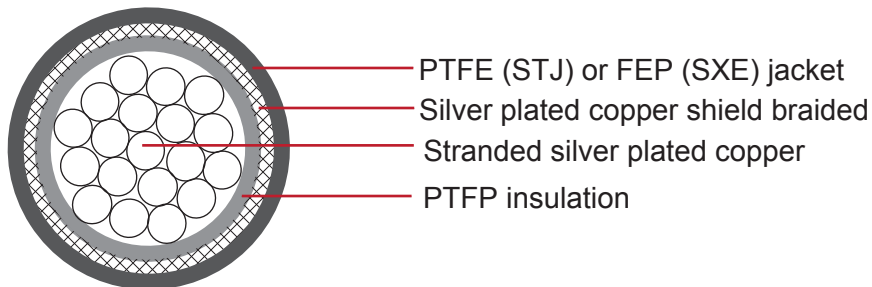 PTFE (STJ) or FEP (SXE) jacket
Silver plated copper shield braided
Stranded silver plated copper
PTFP insulation